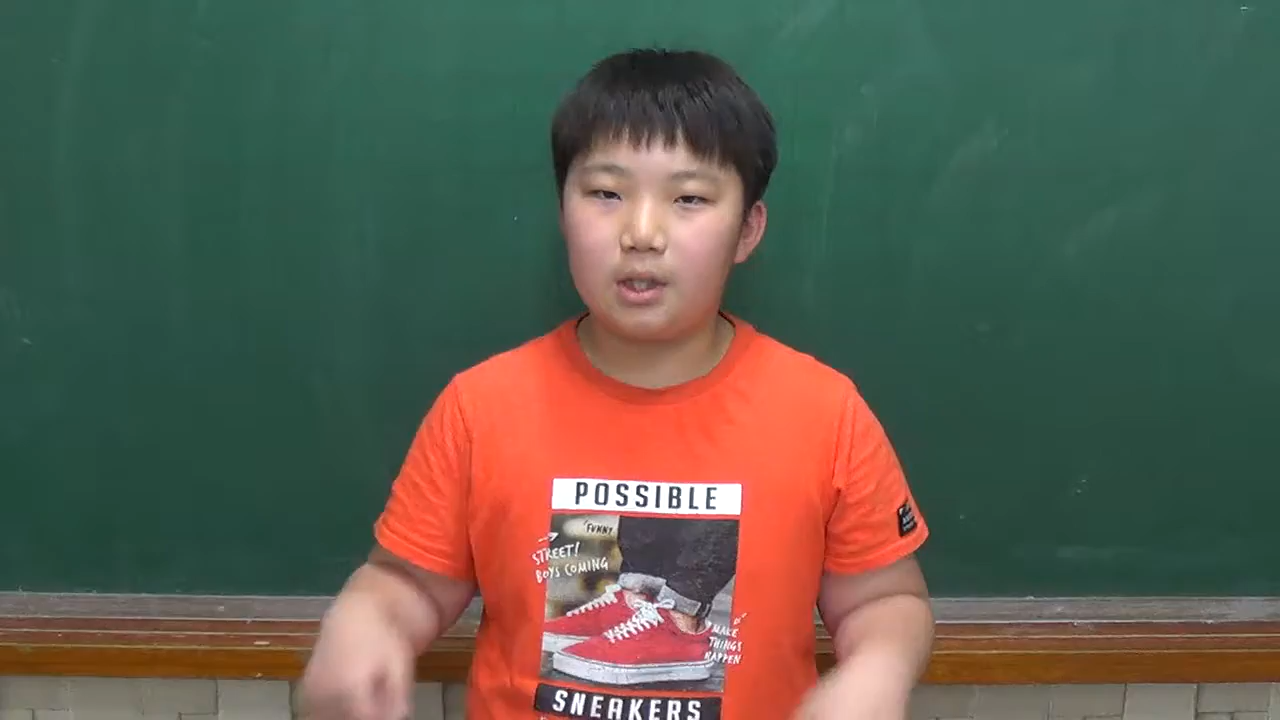 POSSIBLE
FUNNY
STREET!
BOYS COMING
MAKE
THINGS
HAPPEN
SNEAKERS